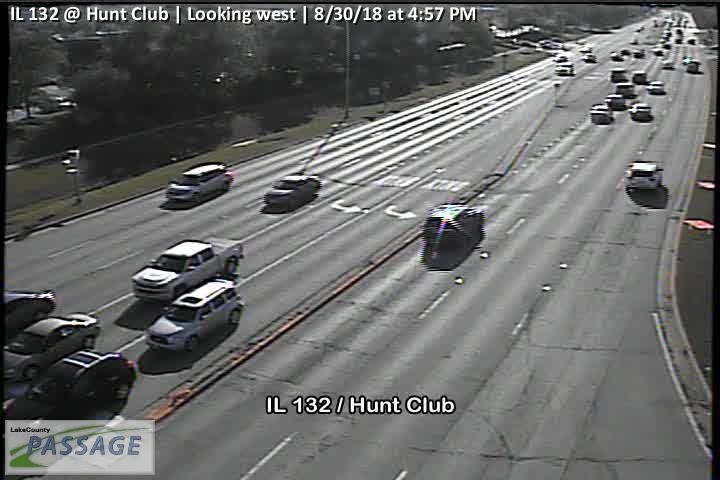 IL 132 @ Hunt Club | Looking west | 8/30/18 at 4:57 PM
IL 132 / Hunt Club
LakeCounty
PASSAGE